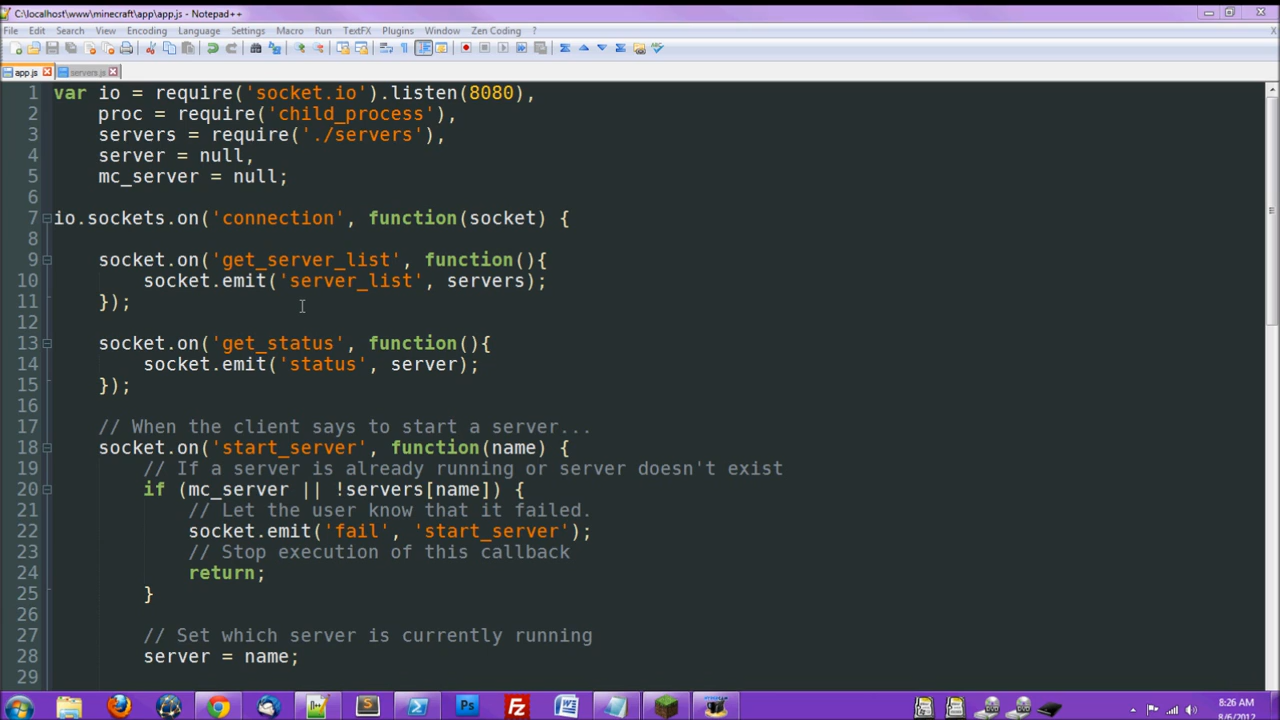 C:\localhost\www\minecraft\app\app.js - Notepad++
File Edit Search View Encoding Language Settings Macro Run TextFX Plugins Window Zen Coding ? X
app.js servers.js
1 var io = require('socket.io').listen(8080),
2 proc = require('child_process'),
3 servers = require('./servers'),
4 server = null,
5 mc_server = null;
6
7 io.sockets.on('connection', function(socket) {
8
9 socket.on('get_server_list', function(){
10 socket.emit('server_list', servers);
11 });
12
13 socket.on('get_status', function(){
14 socket.emit('status', server);
15 });
16
17 // When the client says to start a server...
18 socket.on('start_server', function(name) {
19 // If a server is already running or server doesn't exist
20 if (mc_server || !servers[name]) {
21 // Let the user know that it failed.
22 socket.emit('fail', 'start_server');
23 // Stop execution of this callback
24 return;
25 }
26
27 // Set which server is currently running
28 server = name;
29
Ps Fz W
8:26 AM
8/6/2012